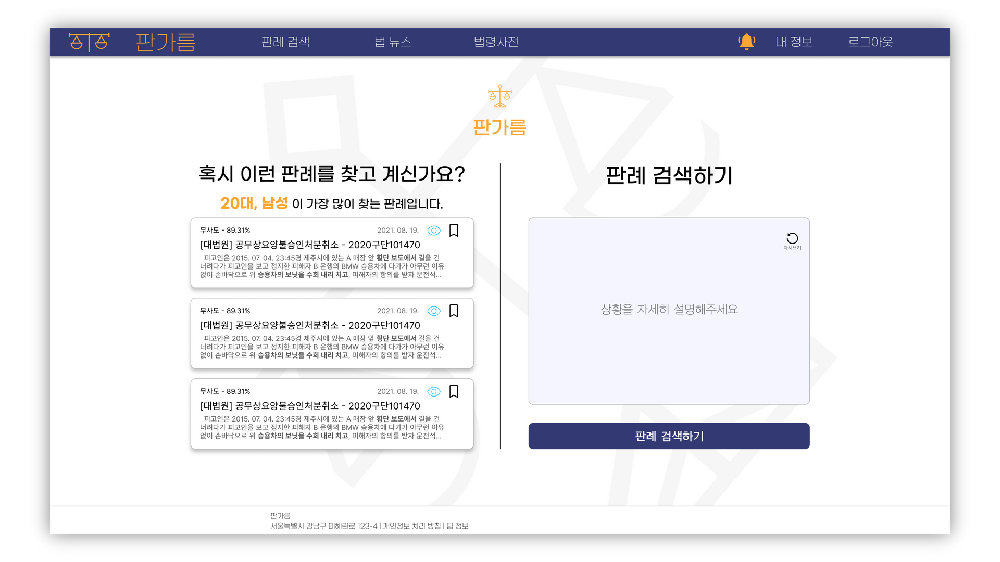 판가름
판례 검색
법 뉴스
법령사전
내 정보
로그아웃
판가름
혹시 이런 판례를 찾고 계신가요?
20대, 남성 이 가장 많이 찾는 판례입니다.
무사도 - 89.31%
2021. 08. 19.
[대법원] 공무상요양불승인처분취소 - 2020구단101470
피고인은 2015. 07. 04. 23:45경 제주시에 있는 A 매장 앞 횡단 보도에서 길을 건
너려다가 피고인을 보고 정지한 피해자 B 운행의 BMW 승용차에 다가가 아무런 이유
없이 손바닥으로 위 승용차의 보닛을 수회 내리 치고, 피해자의 항의를 받자 운전석...
무사도 - 89.31%
2021. 08. 19.
[대법원] 공무상요양불승인처분취소 - 2020구단101470
피고인은 2015. 07. 04. 23:45경 제주시에 있는 A 매장 앞 횡단 보도에서 길을 건
너려다가 피고인을 보고 정지한 피해자 B 운행의 BMW 승용차에 다가가 아무런 이유
없이 손바닥으로 위 승용차의 보닛을 수회 내리 치고, 피해자의 항의를 받자 운전석...
무사도 - 89.31%
2021. 08. 19.
[대법원] 공무상요양불승인처분취소 - 2020구단101470
피고인은 2015. 07. 04. 23:45경 제주시에 있는 A 매장 앞 횡단 보도에서 길을 건
너려다가 피고인을 보고 정지한 피해자 B 운행의 BMW 승용차에 다가가 아무런 이유
없이 손바닥으로 위 승용차의 보닛을 수회 내리 치고, 피해자의 항의를 받자 운전석...
판례 검색하기
다시쓰기
상황을 자세히 설명해주세요
판례 검색하기
판가름
서울특별시 강남구 테헤란로 123-4 | 개인정보 처리 방침 | 팀 정보